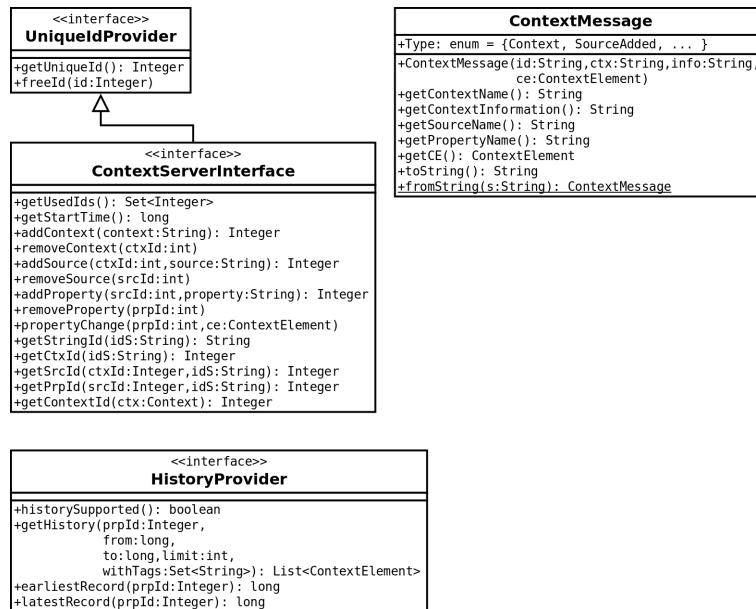 <<interface>>
UniqueIdProvider
+getUniqueId(): Integer
+freeId(id:Integer)
<<interface>>
ContextServerInterface
+getUsedIds(): Set<Integer>
+getStartTime(): long
+addContext(context:String): Integer
+removeContext(ctxId:int)
+addSource(ctxId:int,source:String): Integer
+removeSource(srcId:int)
+addProperty(srcId:int,property:String): Integer
+removeProperty(prpId:int)
+propertyChange(prpId:int,ce:ContextElement)
+getStringId(idS:String): String
+getCtxId(idS:String): Integer
+getSrcId(ctxId:Integer,idS:String): Integer
+getPrpId(srcId:Integer,idS:String): Integer
+getContextId(ctx:Context): Integer
ContextMessage
+Type: enum = {Context, SourceAdded, ... }
+ContextMessage(id:String,ctx:String,info:String,
ce:ContextElement)
+getContextName(): String
+getContextInformation(): String
+getSourceName(): String
+getPropertyName(): String
+getCE(): ContextElement
+toString(): String
+fromString(s:String): ContextMessage
<<interface>>
HistoryProvider
+historySupported(): boolean
+getHistory(prpId:Integer,
from:long,
to:long,limit:int,
withTags:Set<String>): List<ContextElement>
+earliestRecord(prpId:Integer): long
+latestRecord(prpId:Integer): long